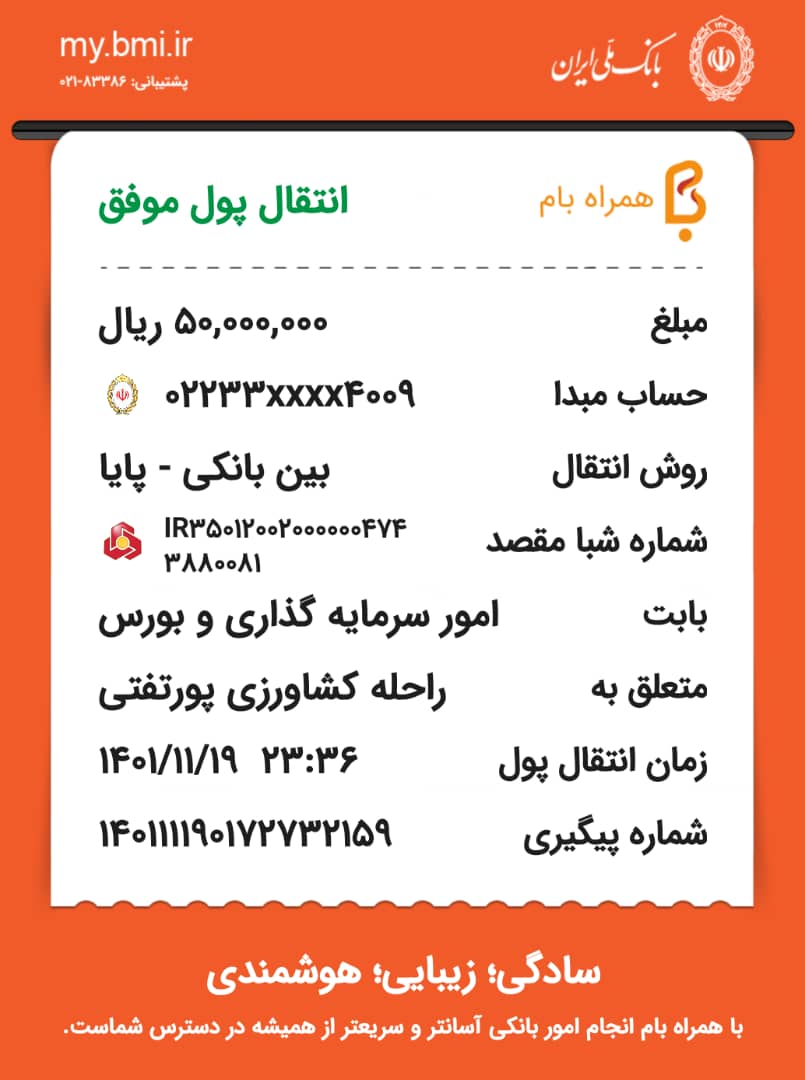 بانک ملی ایران
my.bmi.ir
پشتیبانی: ۸۳۳۸۶-۰۲۱
همراه بام
انتقال پول موفق
مبلغ ۵۰,۰۰۰,۰۰۰ ریال
حساب مبدا ۰۲۲۳۳xxxx۴۰۰۹
روش انتقال بین بانکی - پایا
شماره شبا مقصد IR۳۵۰۱۲۰۰۲۰۰۰۰۰۰۴۷۴
۳۸۸۰۰۸۱
بابت امور سرمایه گذاری و بورس
متعلق به راحله کشاورزی پورتفتی
زمان انتقال پول ۲۳:۳۶ ۱۴۰۱/۱۱/۱۹
شماره پیگیری ۱۴۰۱۱۱۱۹۰۱۷۲۷۳۲۱۵۹
سادگی؛ زیبایی؛ هوشمندی
با همراه بام انجام امور بانکی آسانتر و سریعتر از همیشه در دسترس شماست.